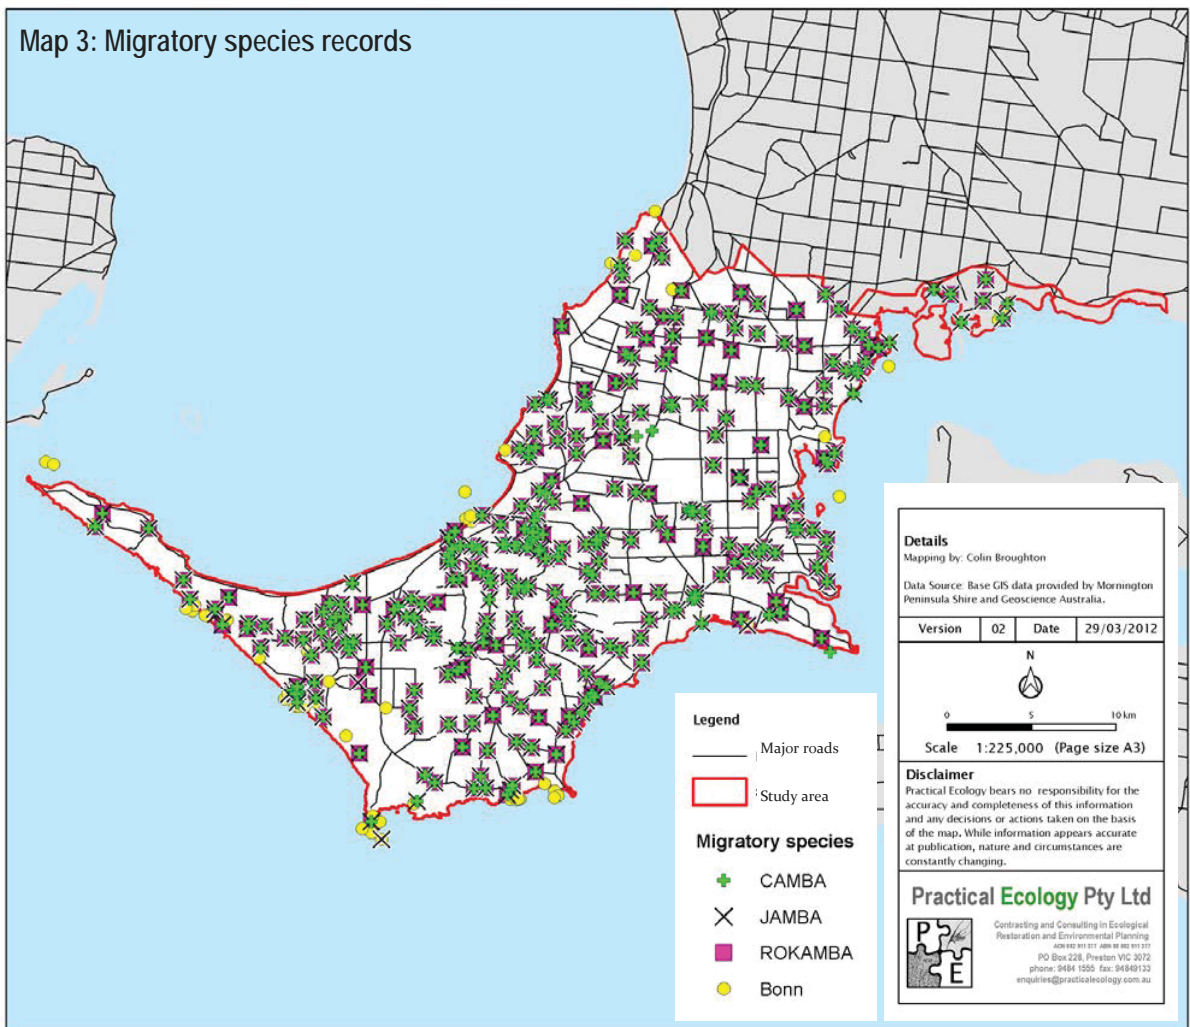 Map 3: Migratory species records
Details
Mapping by: Colin Broughton
Data Source: Base GIS data provided by Mornington
Peninsula Shire and Geoscience Australia.
Version 02 Date 29/03/2012
N
0 5 10 km
Scale 1:225,000 (Page size A3)
Disclaimer
Practical Ecology bears no responsibility for the
accuracy and completeness of this information
and any decisions or actions taken on the basis
of the map. While information appears accurate
at publication, nature and circumstances are
constantly changing.
Practical Ecology Pty Ltd
P
E
Contracting and Consulting in Ecological
Restoration and Environmental Planning
PO Box 228, Preston VIC 3072
phone: 9484 1555 fax: 94849133
enquiries@practicalecology.com.au
Legend
Major roads
Study area
Migratory species
CAMBA
JAMBA
ROKAMBA
Bonn